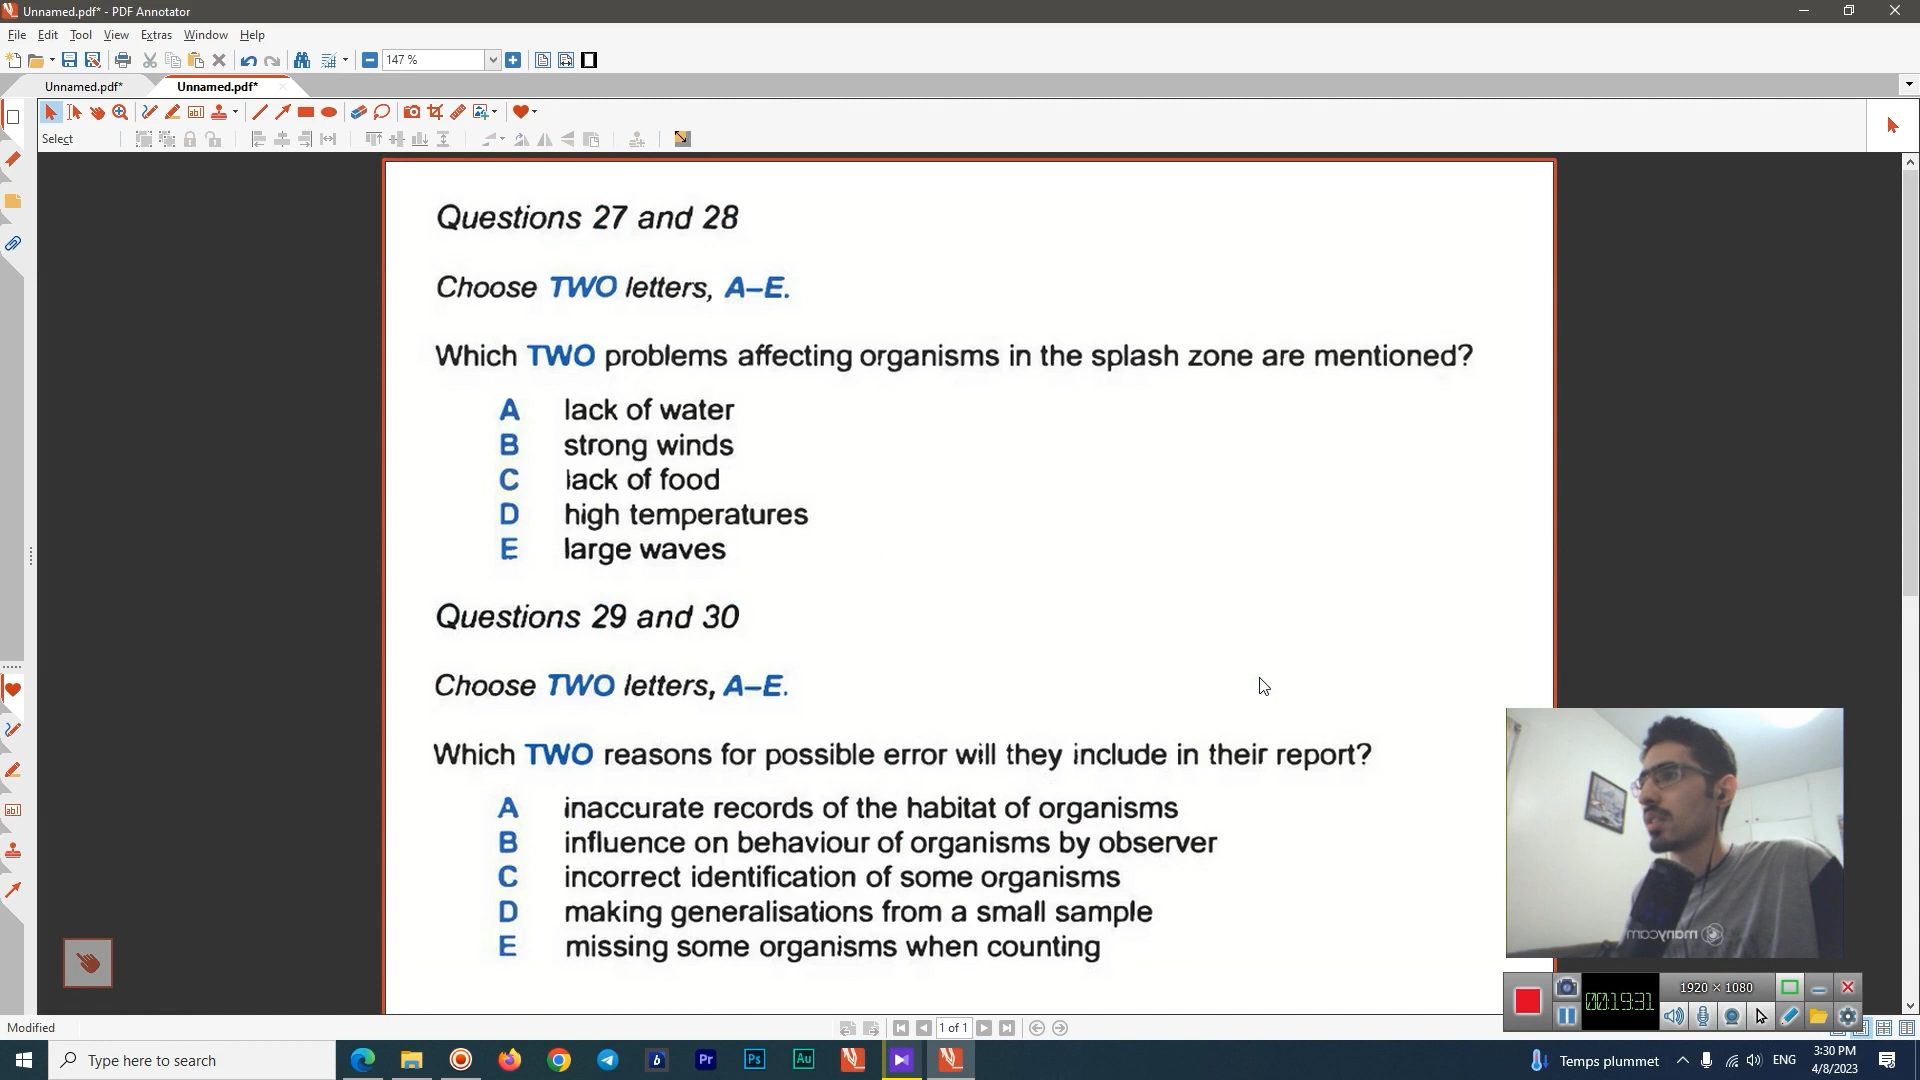 Unnamed.pdf* - PDF Annotator
File Edit Tool View Extras Window Help
147 %
Unnamed.pdf* Unnamed.pdf*
Select
Questions 27 and 28
Choose TWO letters, A–E.
Which TWO problems affecting organisms in the splash zone are mentioned?
A lack of water
B strong winds
C lack of food
D high temperatures
E large waves
Questions 29 and 30
Choose TWO letters, A–E.
Which TWO reasons for possible error will they include in their report?
A inaccurate records of the habitat of organisms
B influence on behaviour of organisms by observer
C incorrect identification of some organisms
D making generalisations from a small sample
E missing some organisms when counting
manycam
1920 × 1080
00:19:31
Modified
1 of 1
Type here to search
b
Pr
Ps
Au
Temps plummet
ENG
3:30 PM
4/8/2023